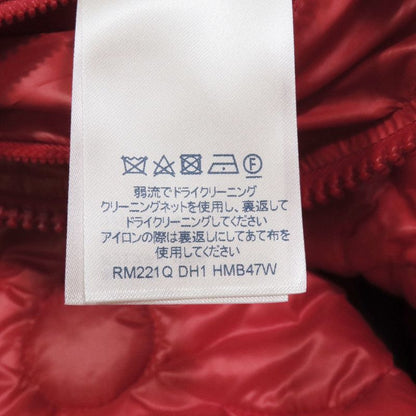 F
弱流でドライクリーニング
クリーニングネットを使用し、裏返して
ドライクリーニングしてください
アイロンの際は裏返しにしてあて布を
使用してください
RM221Q DH1 HMB47W